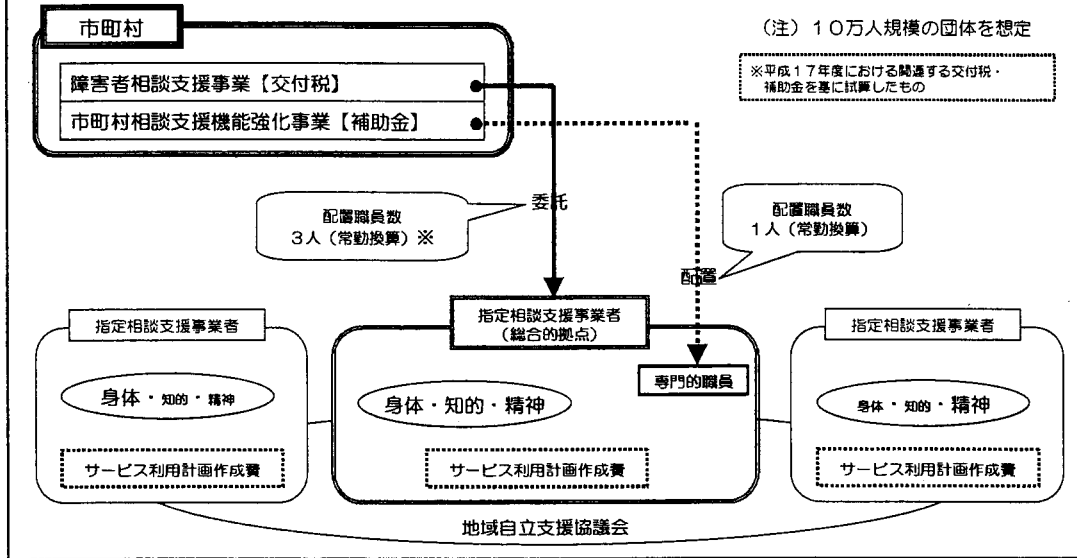 市町村
(注)10万人規模の団体を想定
※平成17年度における関連する交付税・
補助金を基に試算したもの
障害者相談支援事業【交付税】
市町村相談支援機能強化事業【補助金】
委託
配置職員数
3人(常勤換算)※
配置職員数
1人(常勤換算)
配置
指定相談支援事業者
指定相談支援事業者
(総合的拠点)
指定相談支援事業者
専門的職員
身体・知的・精神
身体・知的・精神
身体・知的・精神
サービス利用計画作成費
サービス利用計画作成費
サービス利用計画作成費
地域自立支援協議会